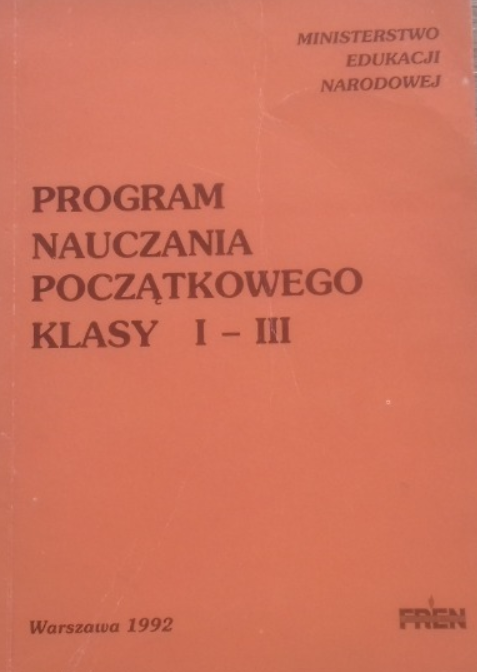 MINISTERSTWO
EDUKACJI
NARODOWEJ
PROGRAM
NAUCZANIA
POCZĄTKOWEGO
KLASY I – III
Warszawa 1992
FREN